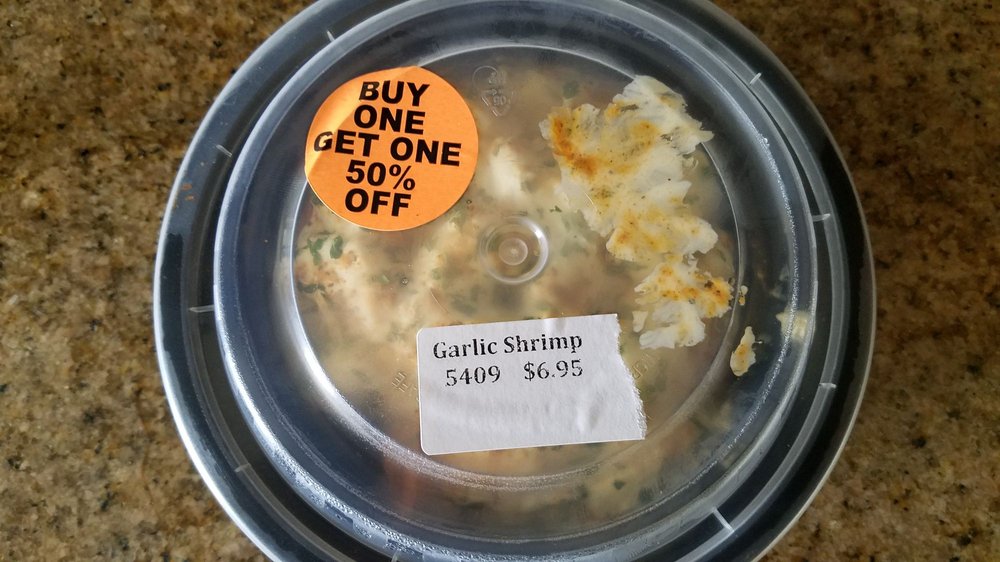 BUY
ONE
GET ONE
50%
OFF
Garlic Shrimp
5409 $6.95